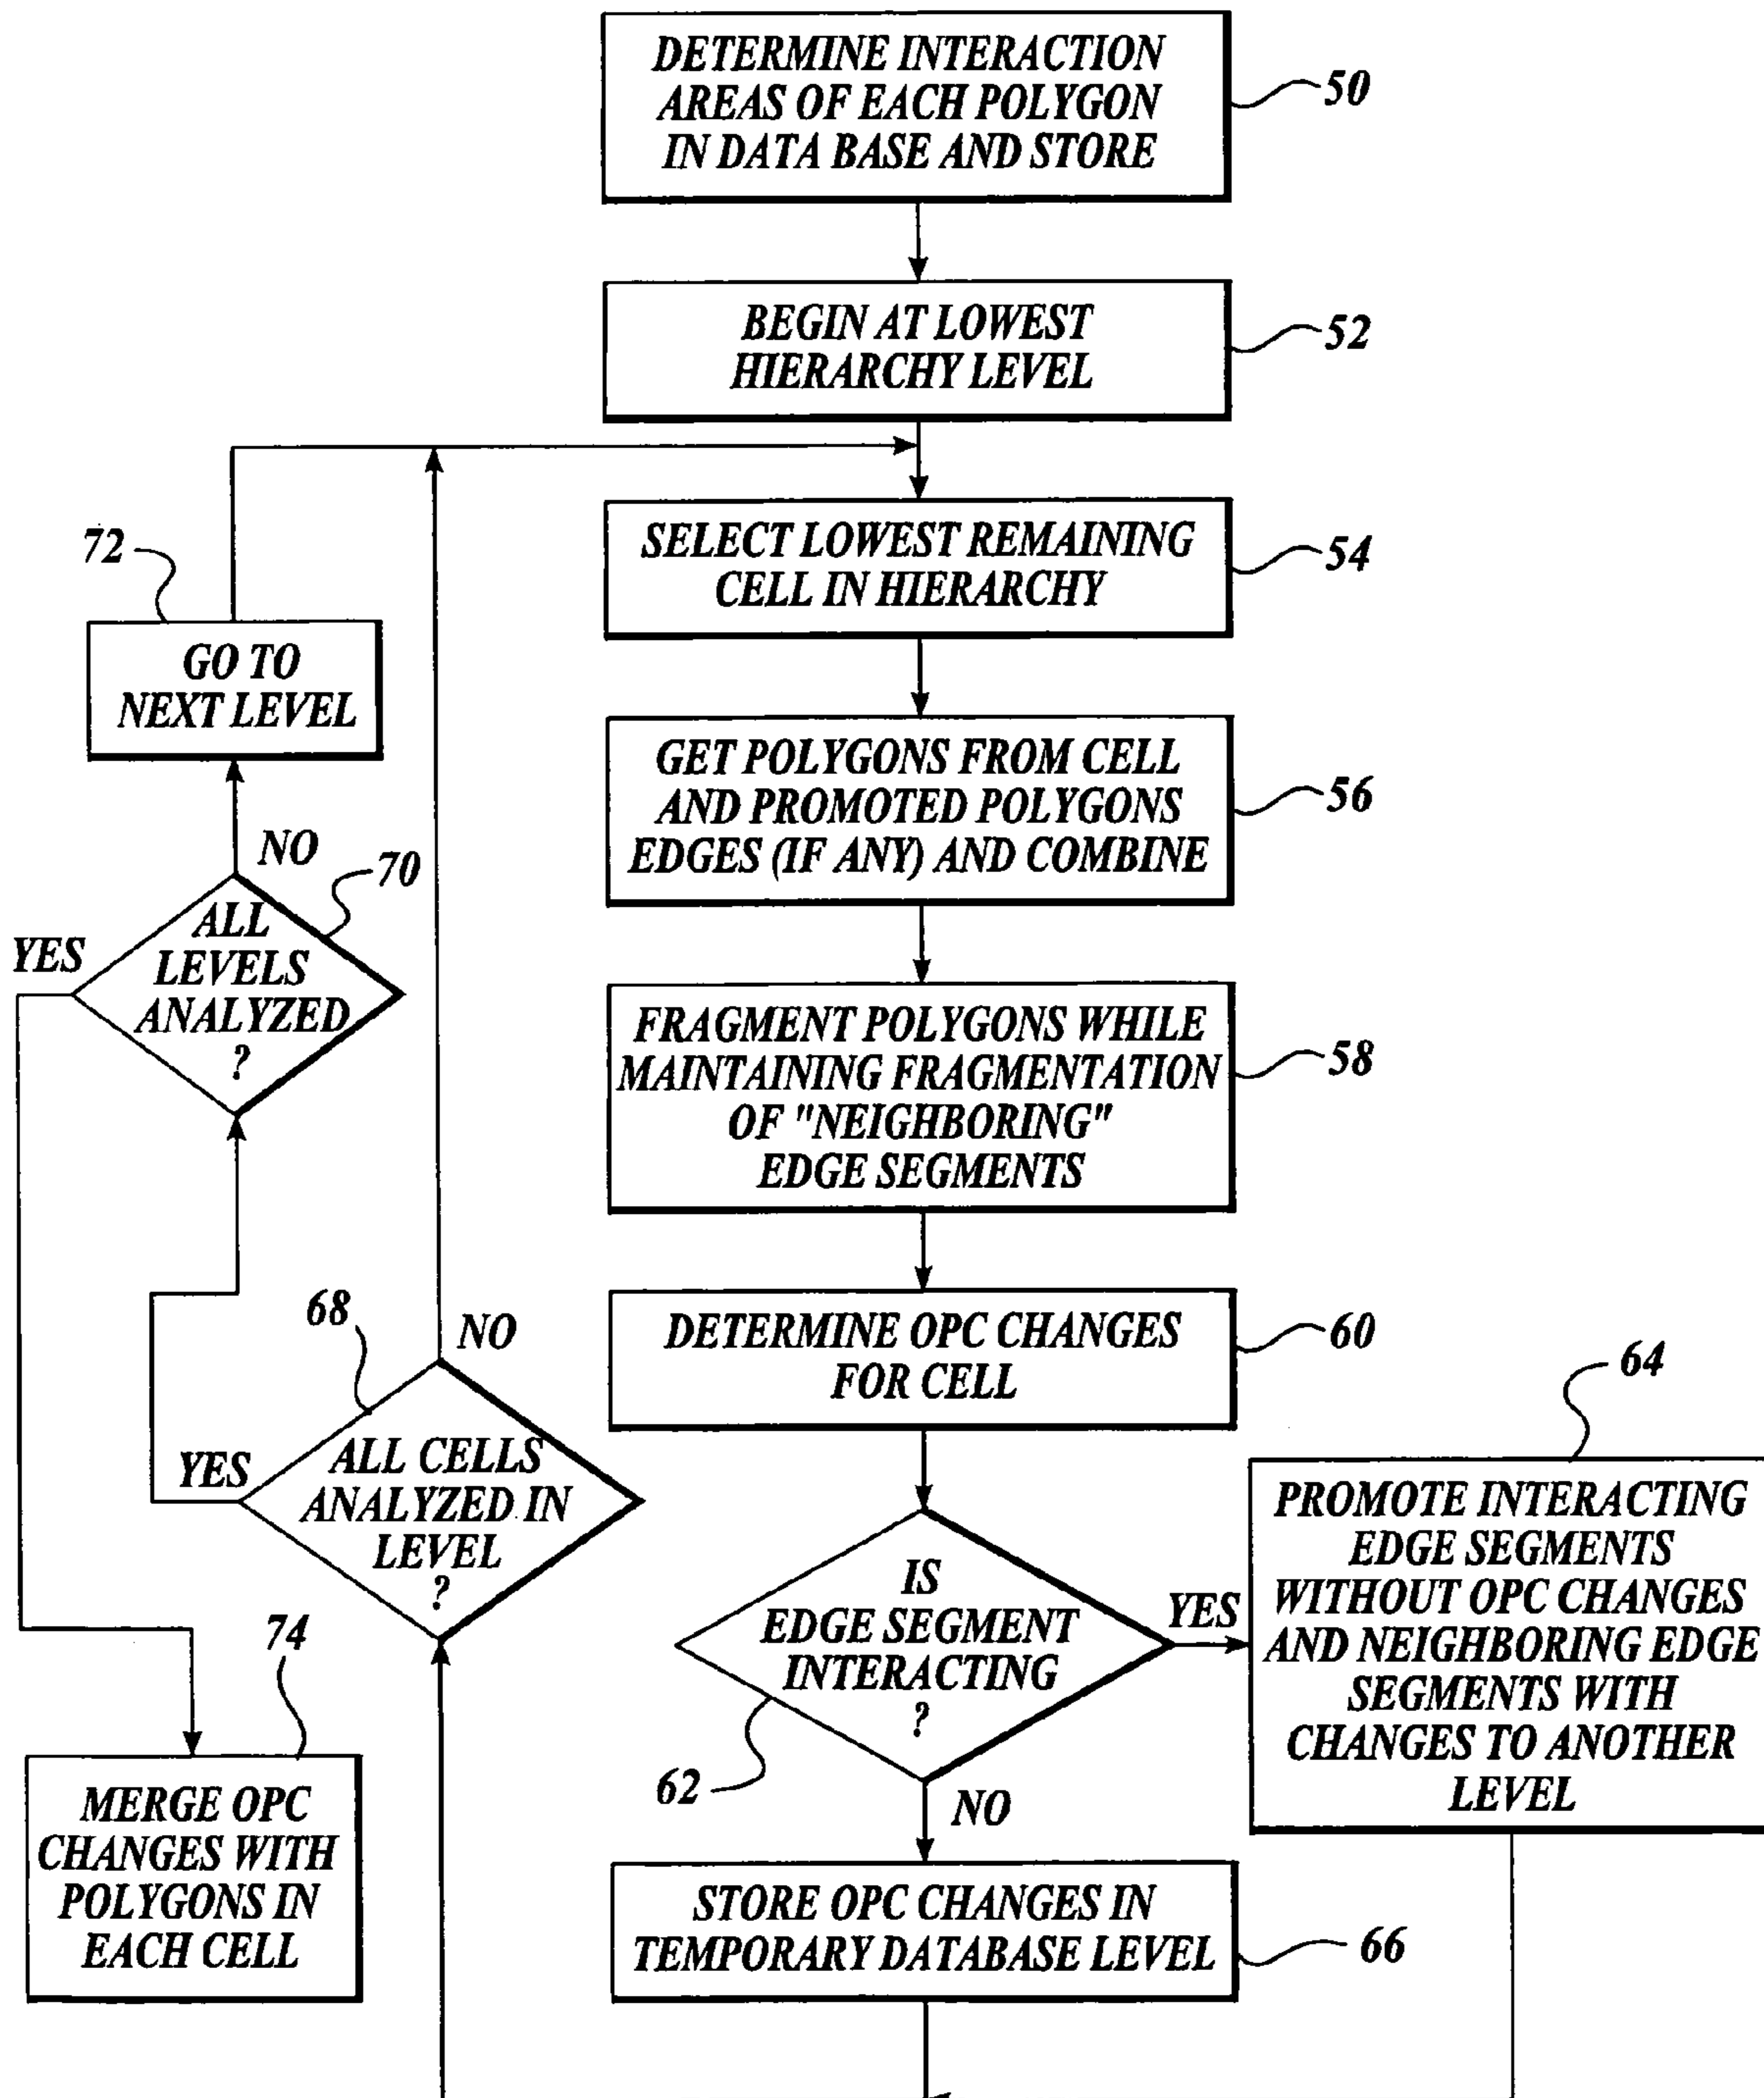 DETERMINE INTERACTION
AREAS OF EACH POLYGON
IN DATA BASE AND STORE
50
BEGIN AT LOWEST
HIERARCHY LEVEL
52
SELECT LOWEST REMAINING
CELL IN HIERARCHY
54
72
GO TO
NEXT LEVEL
GET POLYGONS FROM CELL
AND PROMOTED POLYGONS
EDGES (IF ANY) AND COMBINE
56
NO
70
ALL
LEVELS
ANALYZED
?
YES
FRAGMENT POLYGONS WHILE
MAINTAINING FRAGMENTATION
OF "NEIGHBORING"
EDGE SEGMENTS
58
DETERMINE OPC CHANGES
FOR CELL
60
68
NO
ALL CELLS
ANALYZED IN
LEVEL
?
YES
IS
EDGE SEGMENT
INTERACTING
?
62
YES
NO
64
PROMOTE INTERACTING
EDGE SEGMENTS
WITHOUT OPC CHANGES
AND NEIGHBORING EDGE
SEGMENTS WITH
CHANGES TO ANOTHER
LEVEL
74
MERGE OPC
CHANGES WITH
POLYGONS IN
EACH CELL
STORE OPC CHANGES IN
TEMPORARY DATABASE LEVEL
66